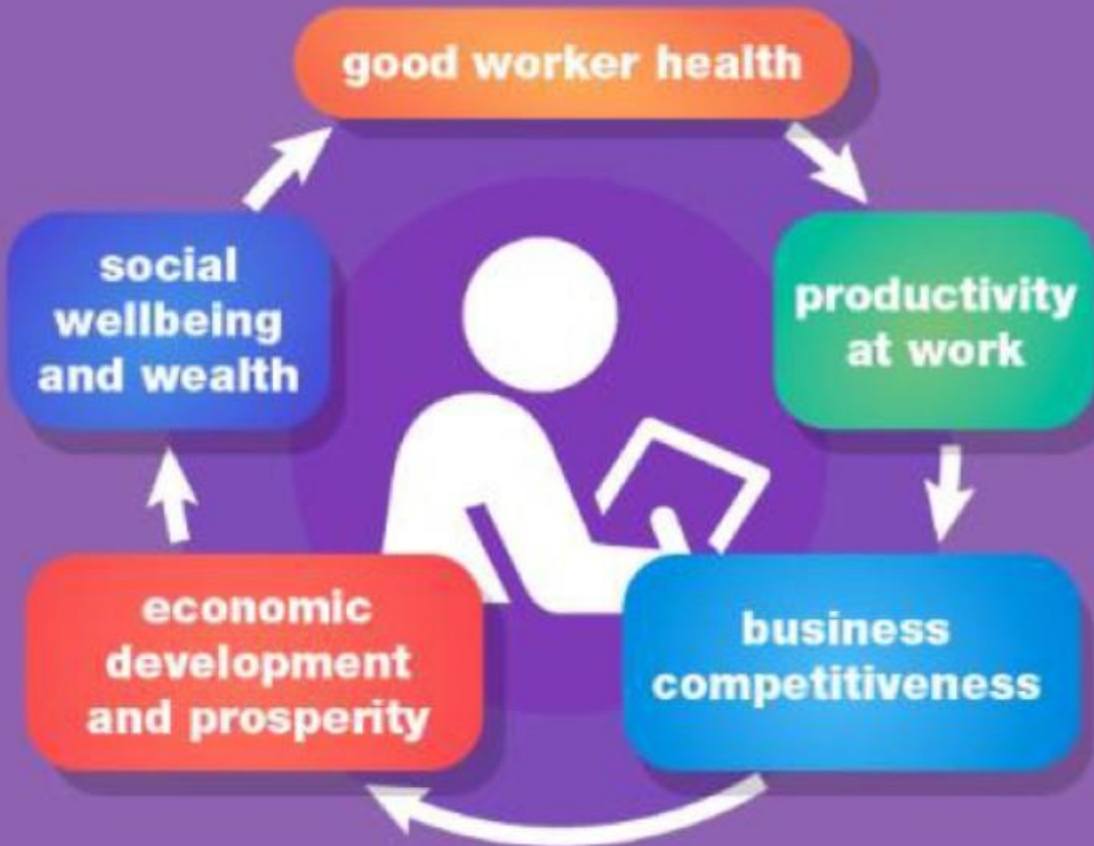 good worker health
productivity
at work
business
competitiveness
economic
development
and prosperity
social
wellbeing
and wealth